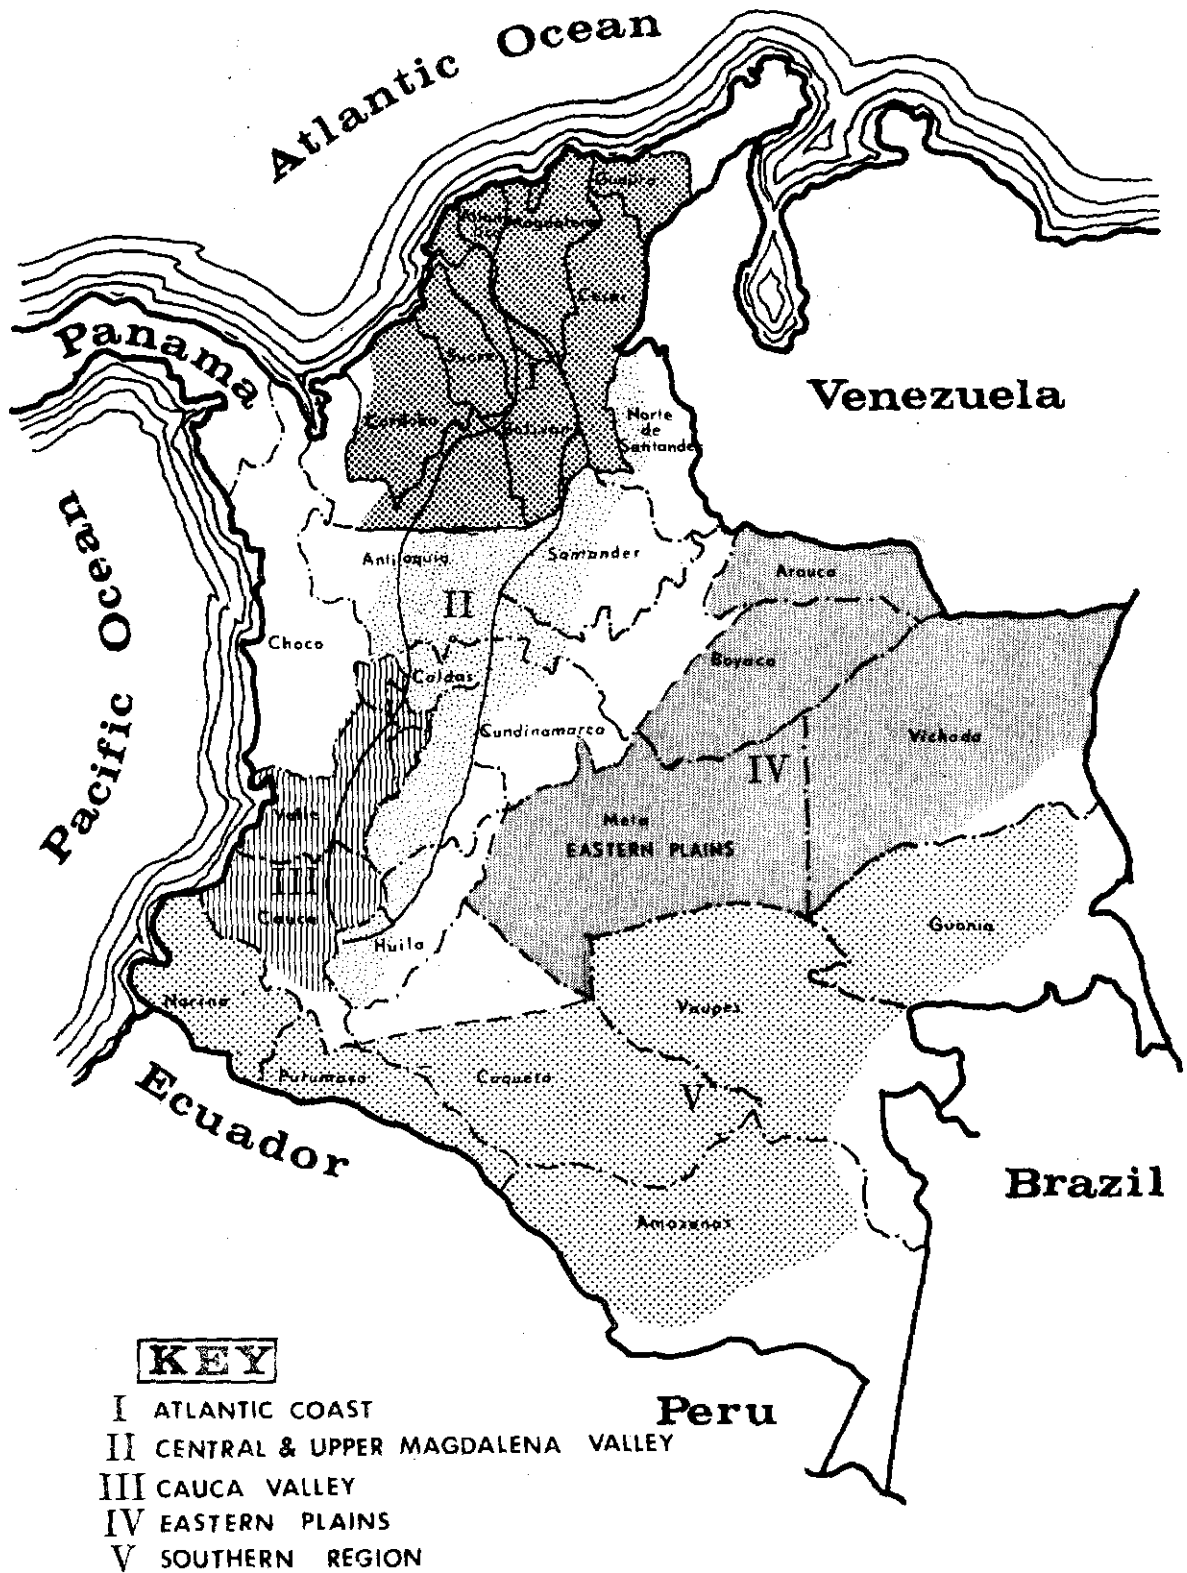 Atlantic Ocean
Guajira
Magdalena
Cesar
Panama
Sucre
I
Venezuela
Cordoba
Bolivar
Norte
de
Santander
Pacific Ocean
Antioquia
Santander
Arauca
II
Choco
Boyaca
Caldas
Cundinamarca
Vichada
IV
Valle
Meta
EASTERN PLAINS
III
Cauca
Huila
Guania
Narino
Vaupes
Putumayo
Caqueta
V
Ecuador
Brazil
Amazonas
KEY
Peru
I ATLANTIC COAST
II CENTRAL & UPPER MAGDALENA VALLEY
III CAUCA VALLEY
IV EASTERN PLAINS
V SOUTHERN REGION